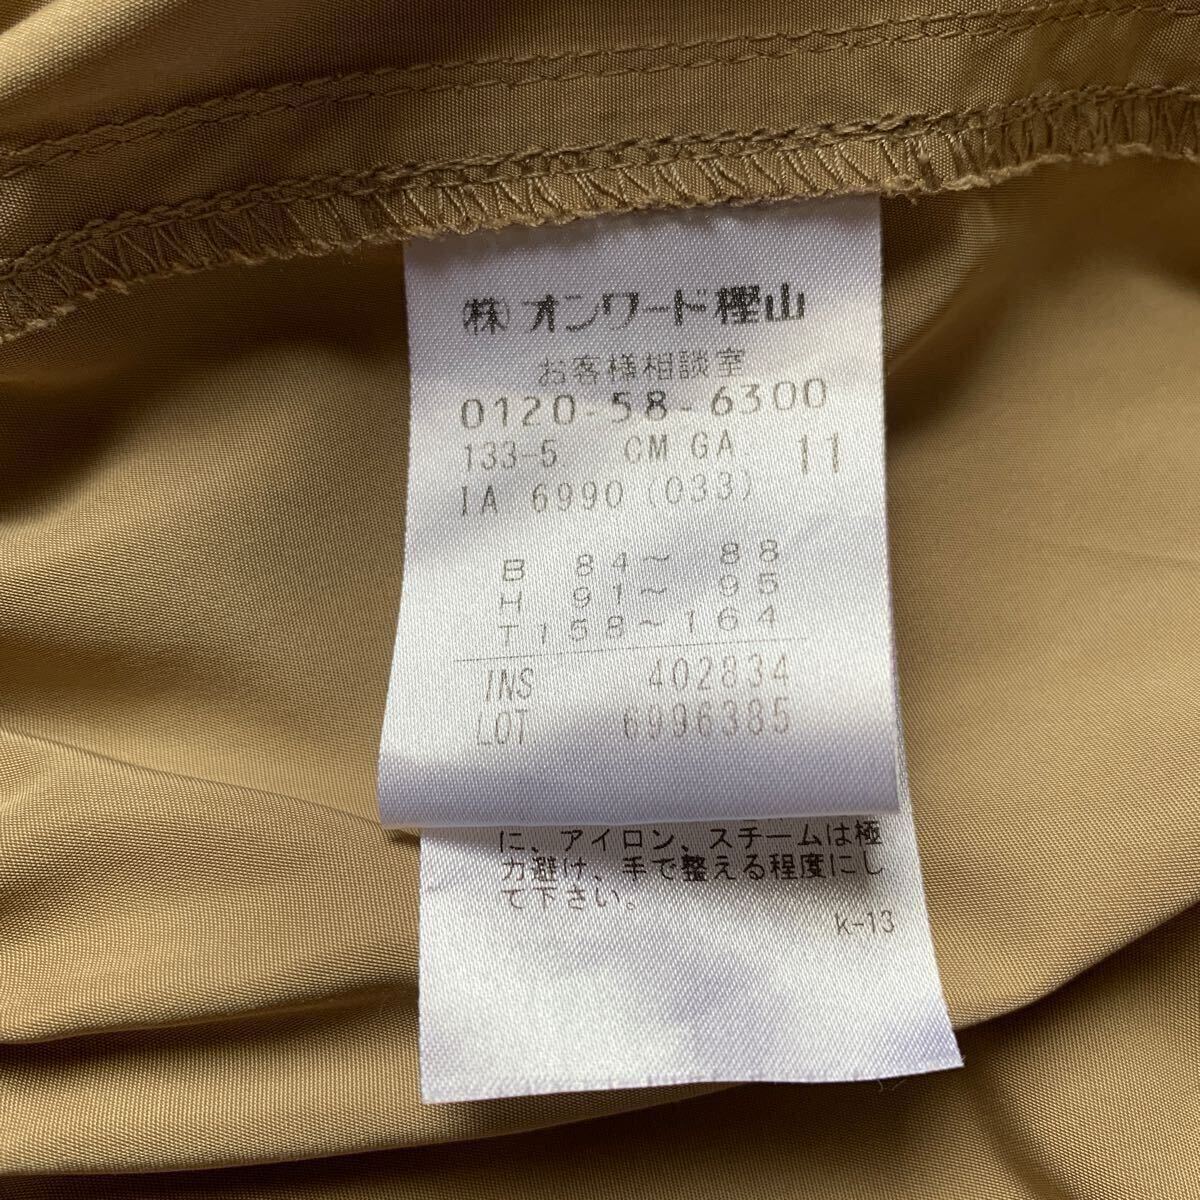 ㈱オンワード樫山
お客様相談室
0120-58-6300
133-5. CM GA. 11
IA 6990 (033)
B 84～ 88
H 91～ 95
T158～164
INS 402834
LOT 6996385
に、アイロン、スチームは極
力避け、手で整える程度にし
て下さい。
K-13